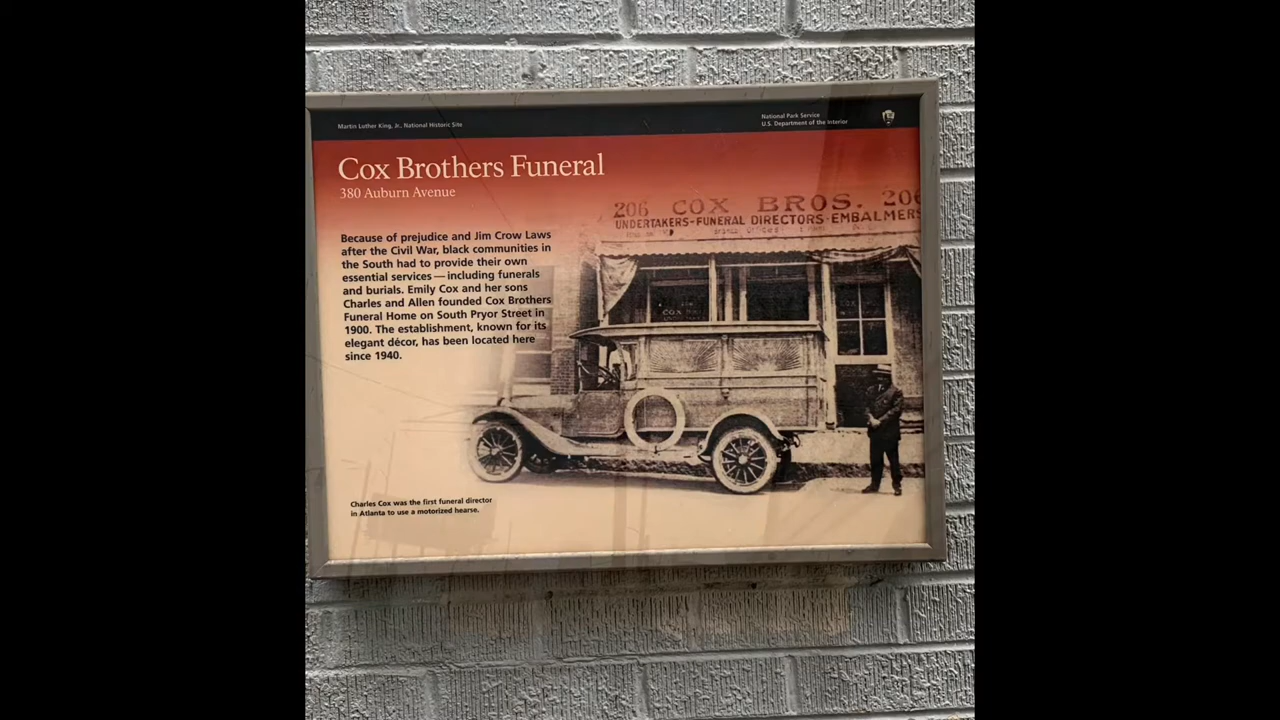 Martin Luther King, Jr., National Historic Site
National Park Service
U.S. Department of the Interior
Cox Brothers Funeral
380 Auburn Avenue
206 COX BROS. 206
UNDERTAKERS-FUNERAL DIRECTORS-EMBALMERS
Because of prejudice and Jim Crow Laws
after the Civil War, black communities in
the South had to provide their own
essential services — including funerals
and burials. Emily Cox and her sons
Charles and Allen founded Cox Brothers
Funeral Home on South Pryor Street in
1900. The establishment, known for its
elegant décor, has been located here
since 1940.
Charles Cox was the first funeral director
in Atlanta to use a motorized hearse.